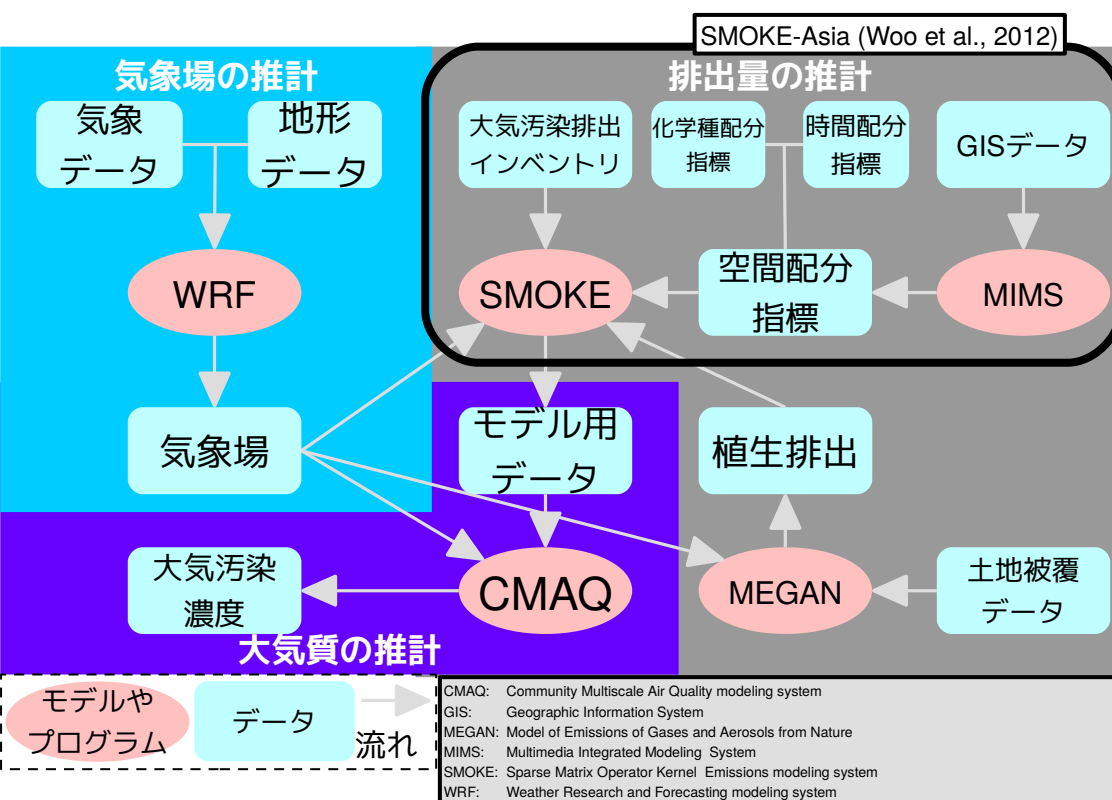 SMOKE-Asia (Woo et al., 2012)
気象場の推計
排出量の推計
気象
データ
地形
データ
大気汚染排出
インベントリ
化学種配分
指標
時間配分
指標
GISデータ
WRF
SMOKE
空間配分
指標
MIMS
気象場
モデル用
データ
植生排出
大気汚染
濃度
CMAQ
MEGAN
土地被覆
データ
大気質の推計
モデルや
プログラム
データ
流れ
CMAQ: Community Multiscale Air Quality modeling system
GIS: Geographic Information System
MEGAN: Model of Emissions of Gases and Aerosols from Nature
MIMS: Multimedia Integrated Modeling System
SMOKE: Sparse Matrix Operator Kernel Emissions modeling system
WRF: Weather Research and Forecasting modeling system